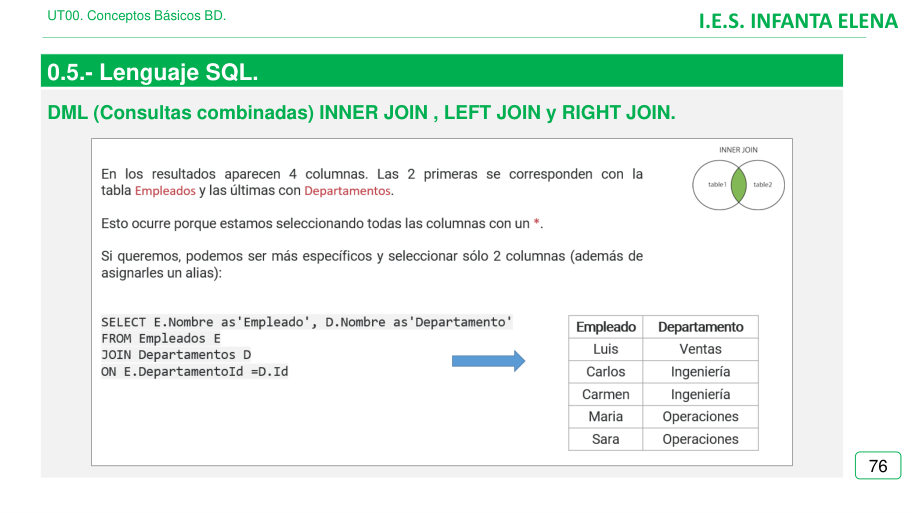 UT00. Conceptos Básicos BD.
I.E.S. INFANTA ELENA
0.5.- Lenguaje SQL.
DML (Consultas combinadas) INNER JOIN , LEFT JOIN y RIGHT JOIN.
En los resultados aparecen 4 columnas. Las 2 primeras se corresponden con la
tabla Empleados y las últimas con Departamentos.
Esto ocurre porque estamos seleccionando todas las columnas con un *.
Si queremos, podemos ser más específicos y seleccionar sólo 2 columnas (además de
asignarles un alias):
INNER JOIN
table1 table2
SELECT E.Nombre as'Empleado', D.Nombre as'Departamento'
FROM Empleados E
JOIN Departamentos D
ON E.DepartamentoId =D.Id
Empleado Departamento
Luis Ventas
Carlos Ingeniería
Carmen Ingeniería
Maria Operaciones
Sara Operaciones
76